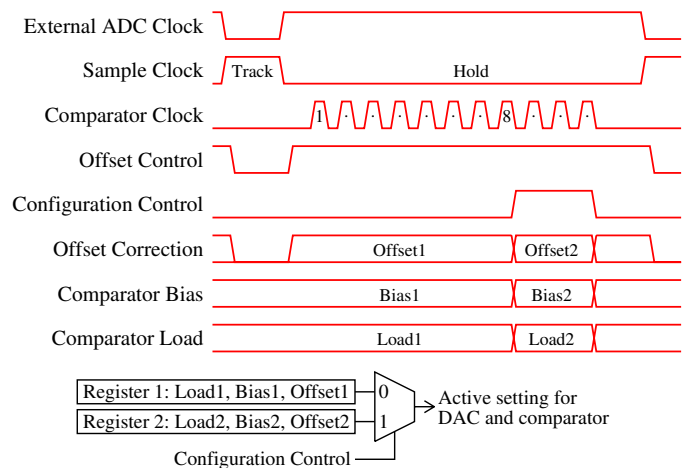 External ADC Clock
Sample Clock
Track
Hold
Comparator Clock
1 · · · · · · 8 · · ·
Offset Control
Configuration Control
Offset Correction
Offset1
Offset2
Comparator Bias
Bias1
Bias2
Comparator Load
Load1
Load2
Register 1: Load1, Bias1, Offset1
0
Register 2: Load2, Bias2, Offset2
1
Active setting for
DAC and comparator
Configuration Control